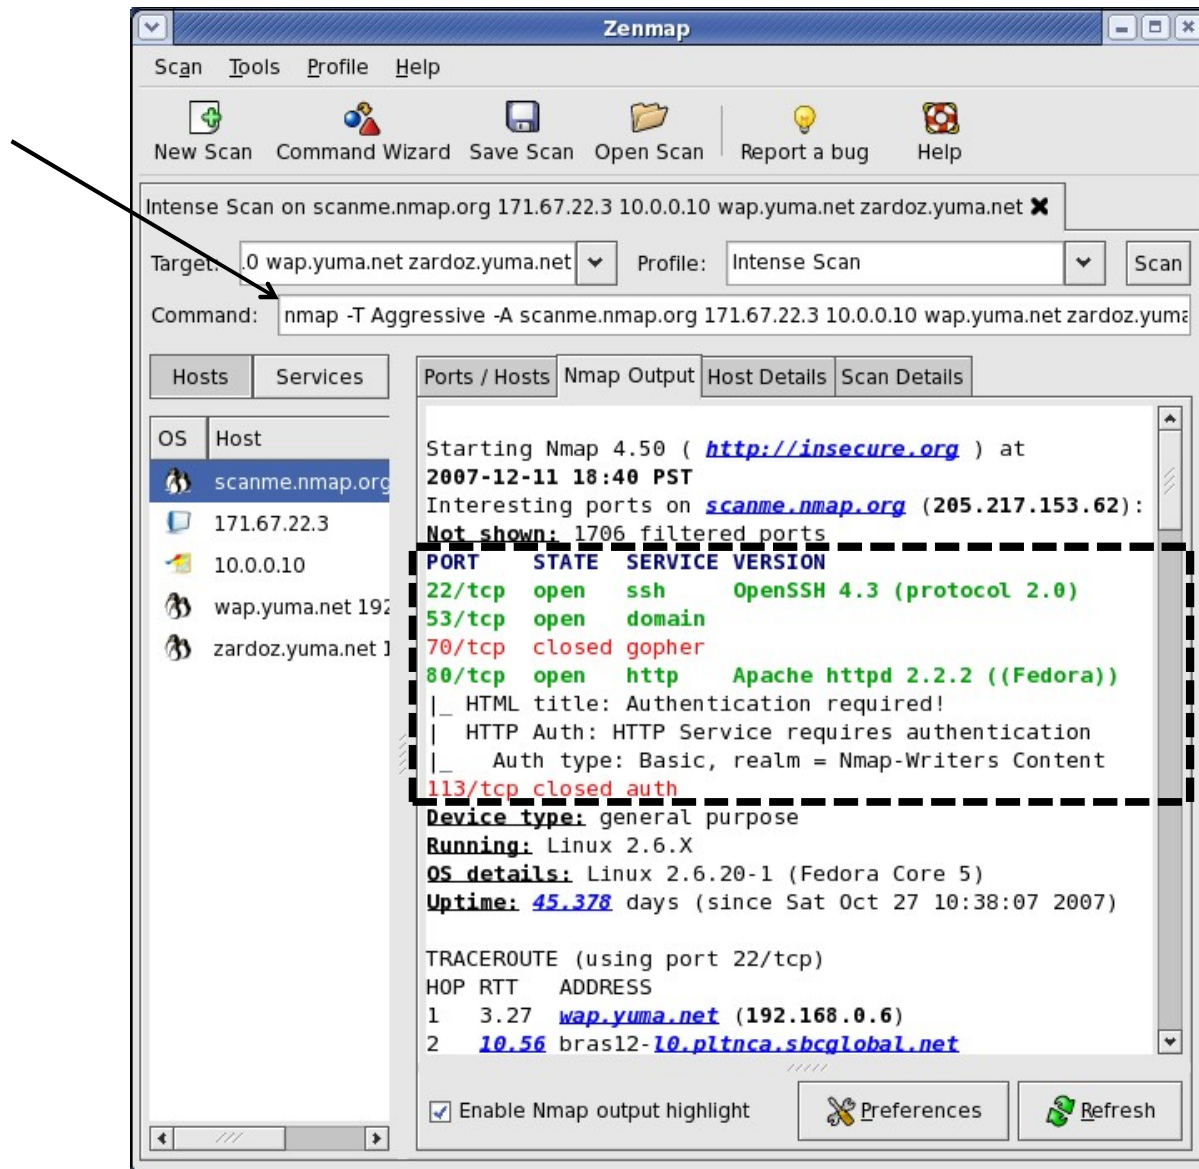 Zenmap
Scan Tools Profile Help
New Scan Command Wizard Save Scan Open Scan Report a bug Help
Intense Scan on scanme.nmap.org 171.67.22.3 10.0.0.10 wap.yuma.net zardoz.yuma.net
Target: .0 wap.yuma.net zardoz.yuma.net Profile: Intense Scan Scan
Command: nmap -T Aggressive -A scanme.nmap.org 171.67.22.3 10.0.0.10 wap.yuma.net zardoz.yuma
Hosts Services
OS Host
scanme.nmap.org
171.67.22.3
10.0.0.10
wap.yuma.net 192
zardoz.yuma.net 1
Ports / Hosts Nmap Output Host Details Scan Details
Starting Nmap 4.50 ( http://insecure.org ) at
2007-12-11 18:40 PST
Interesting ports on scanme.nmap.org (205.217.153.62):
Not shown: 1706 filtered ports
PORT STATE SERVICE VERSION
22/tcp open ssh OpenSSH 4.3 (protocol 2.0)
53/tcp open domain
70/tcp closed gopher
80/tcp open http Apache httpd 2.2.2 ((Fedora))
|_ HTML title: Authentication required!
| HTTP Auth: HTTP Service requires authentication
|_ Auth type: Basic, realm = Nmap-Writers Content
113/tcp closed auth
Device type: general purpose
Running: Linux 2.6.X
OS details: Linux 2.6.20-1 (Fedora Core 5)
Uptime: 45.378 days (since Sat Oct 27 10:38:07 2007)
TRACEROUTE (using port 22/tcp)
HOP RTT ADDRESS
1 3.27 wap.yuma.net (192.168.0.6)
2 10.56 bras12-l0.pltnca.sbcglobal.net
Enable Nmap output highlight Preferences Refresh